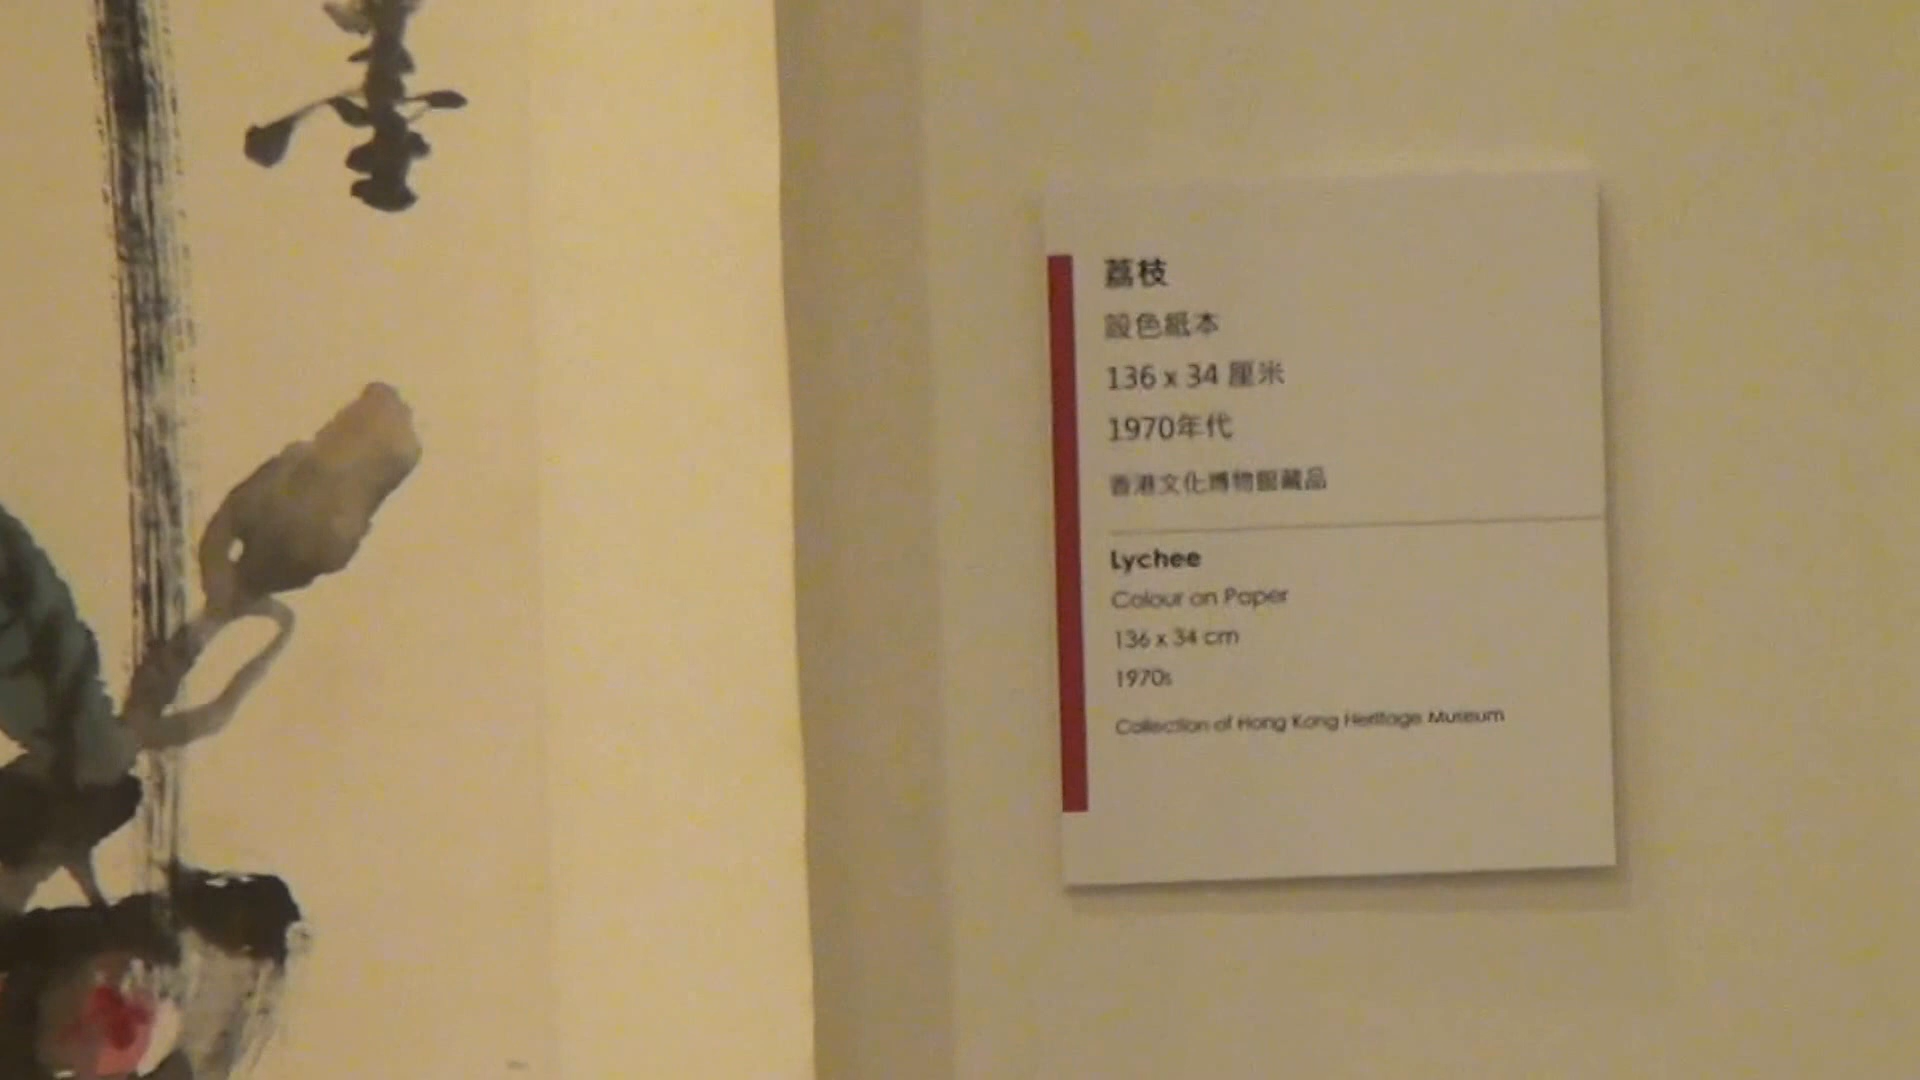 荔枝
設色紙本
136 x 34 厘米
1970年代
香港文化博物館藏品
Lychee
Colour on Paper
136 x 34 cm
1970s
Collection of Hong Kong Heritage Museum